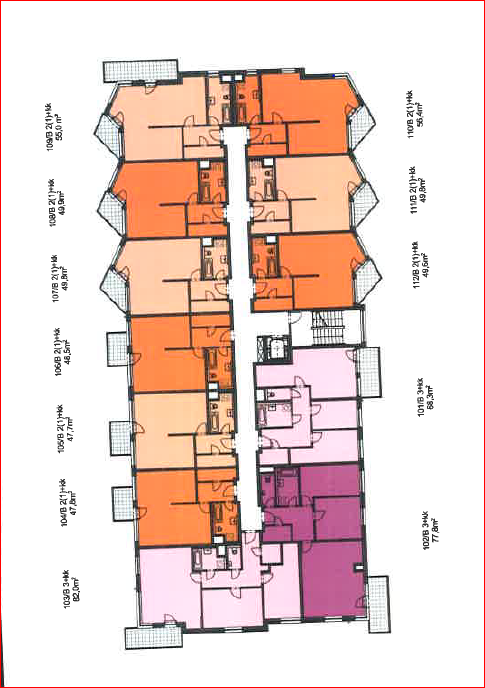 109/B 2(1)+kk
55,0 m²
108/B 2(1)+kk
49,9m²
107/B 2(1)+kk
49,8m²
106/B 2(1)+kk
48,5m²
105/B 2(1)+kk
47,7m²
104/B 2(1)+kk
47,8m²
103/B 3+kk
82,0m²
110/B 2(1)+kk
56,4m²
111/B 2(1)+kk
49,8m²
112/B 2(1)+kk
49,6m²
101/B 3+kk
68,3m²
102/B 3+kk
77,8m²